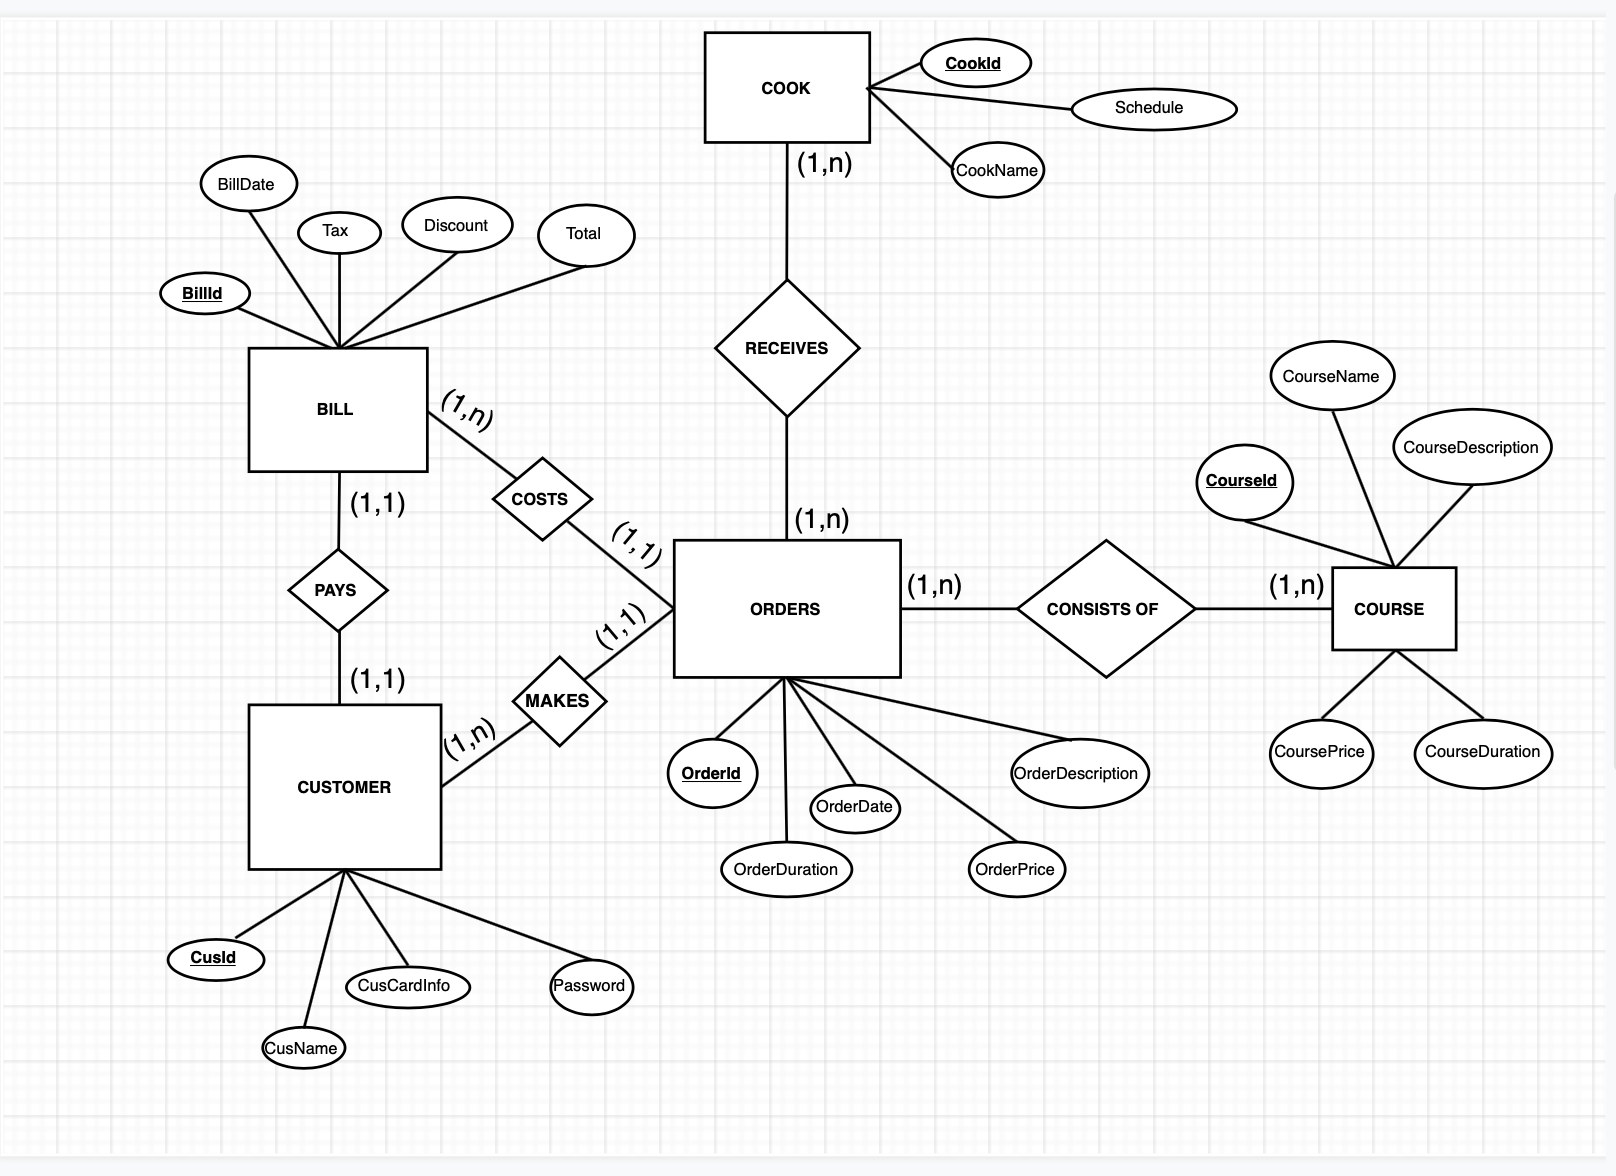 COOK
CookId
Schedule
CookName
(1,n)
BillDate
Tax
Discount
Total
BillId
RECEIVES
BILL
(1,n)
COSTS
(1,1)
(1,1)
PAYS
(1,1)
(1,n)
ORDERS
(1,n)
CONSISTS OF
(1,n)
COURSE
CourseName
CourseDescription
CourseId
CoursePrice
CourseDuration
(1,1)
MAKES
(1,n)
CUSTOMER
OrderId
OrderDescription
OrderDate
OrderDuration
OrderPrice
CusId
CusCardInfo
Password
CusName